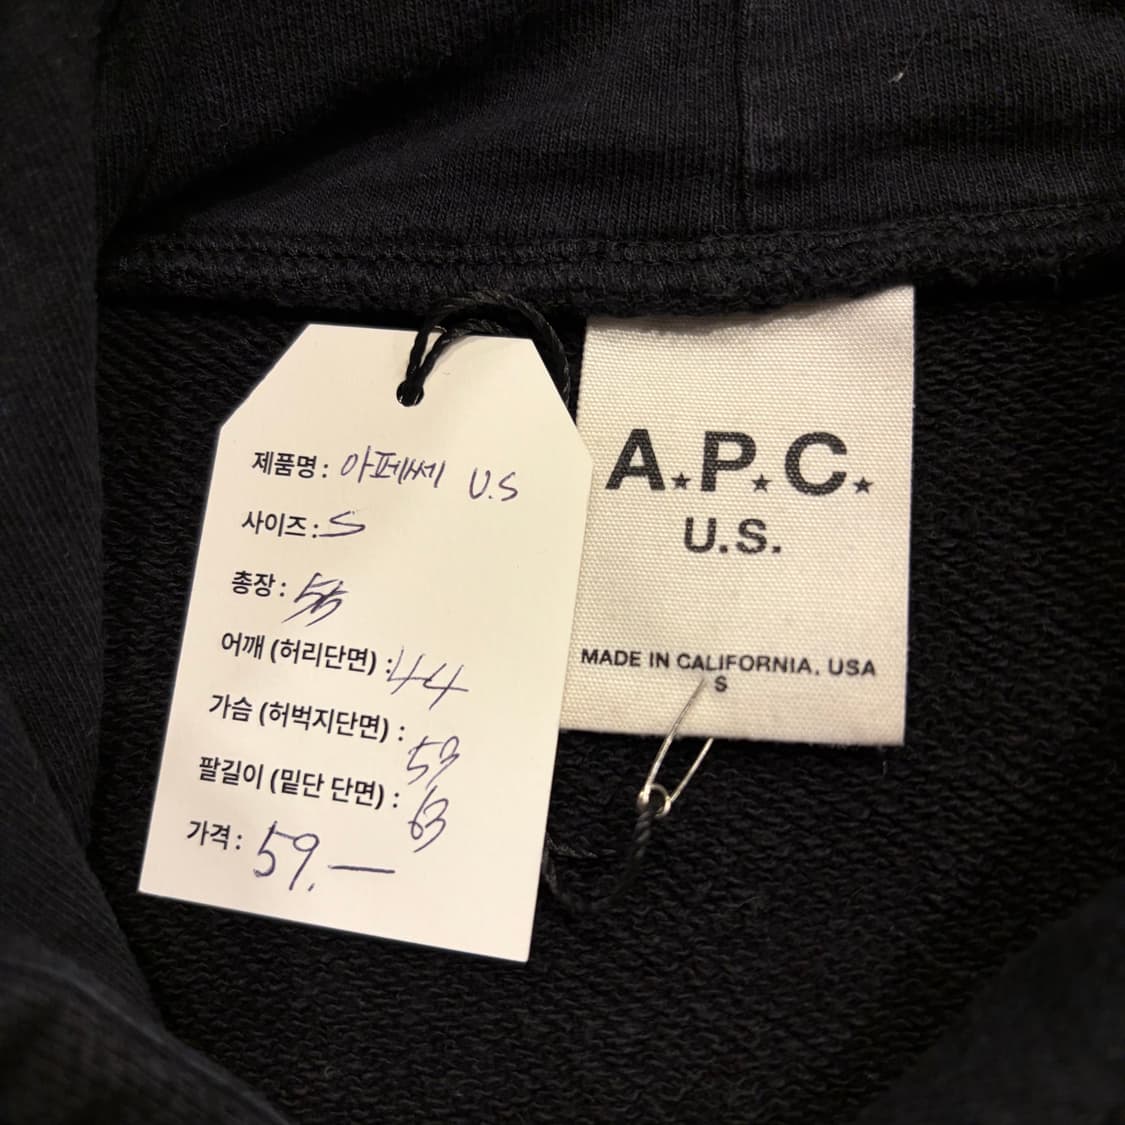 제품명 : 아페쎄 U.S
사이즈 : S
총장 :
어깨 (허리단면) : 44
가슴 (허벅지단면) : 53
팔길이 (밑단 단면) : 63
가격 : 59.—
A.P.C.
U.S.
MADE IN CALIFORNIA, USA
S